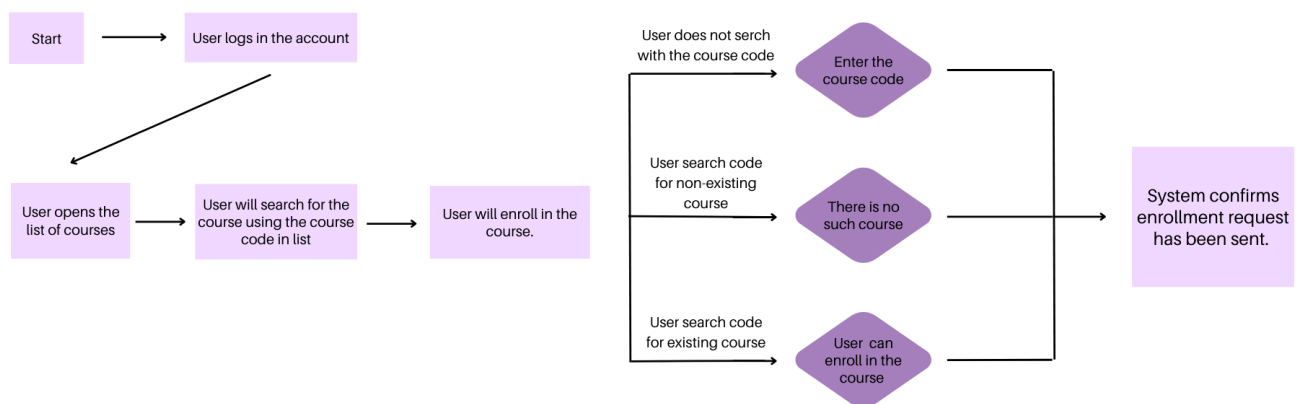 Start
User logs in the account
User opens the
list of courses
User will search for the
course using the course
code in list
User will enroll in the
course.
User does not serch
with the course code
Enter the
course code
User search code
for non-existing
course
There is no
such course
User search code
for existing course
User can
enroll in the
course
System confirms
enrollment request
has been sent.